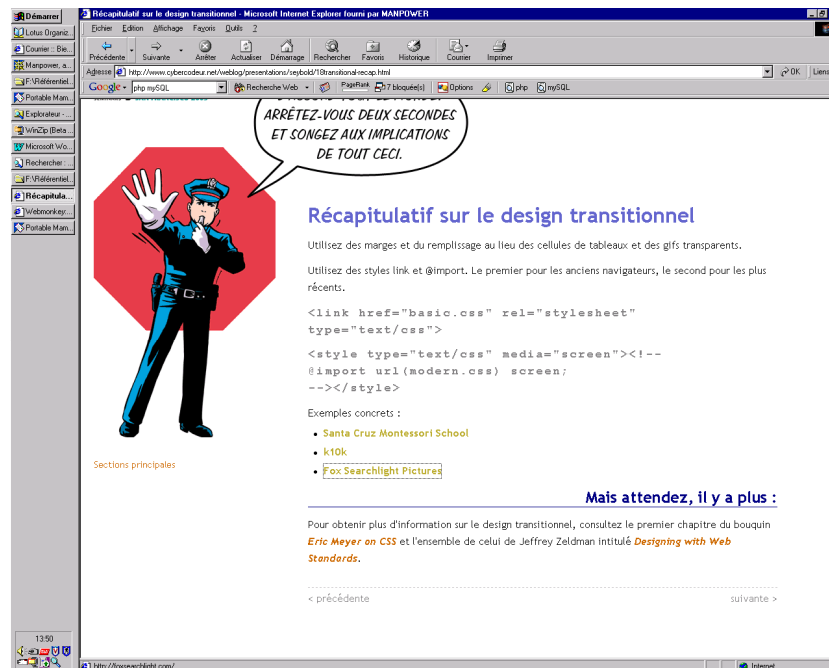 Démarrer
Lotus Organiz...
Courrier :: Bie...
Manpower, a...
F:\Référentiel...
Portable Mam...
Explorateur - ...
WinZip (Beta ...
Microsoft Wo...
Rechercher : ...
F:\Référentiel...
Récapitula...
Webmonkey:...
Portable Mam...
13:50
Récapitulatif sur le design transitionnel - Microsoft Internet Explorer fourni par MANPOWER
Fichier Edition Affichage Favoris Outils ?
Précédente Suivante Arrêter Actualiser Démarrage Rechercher Favoris Historique Courrier Imprimer
Adresse http://www.cybercodeur.net/weblog/presentations/seybold/18transitional-recap.html OK Liens
Google php mySQL Recherche Web PageRank 37 bloquée(s) Options php mySQL
ARRÊTEZ-VOUS DEUX SECONDES
ET SONGEZ AUX IMPLICATIONS
DE TOUT CECI.
Récapitulatif sur le design transitionnel
Utilisez des marges et du remplissage au lieu des cellules de tableaux et des gifs transparents.
Utilisez des styles link et @import. Le premier pour les anciens navigateurs, le second pour les plus
récents.
<link href="basic.css" rel="stylesheet"
type="text/css">
<style type="text/css" media="screen"><!--
@import url(modern.css) screen;
--></style>
Exemples concrets :
Santa Cruz Montessori School
k10k
Fox Searchlight Pictures
Sections principales
Mais attendez, il y a plus :
Pour obtenir plus d'information sur le design transitionnel, consultez le premier chapitre du bouquin
Eric Meyer on CSS et l'ensemble de celui de Jeffrey Zeldman intitulé Designing with Web
Standards.
< précédente suivante >
http://foxsearchlight.com/ Internet